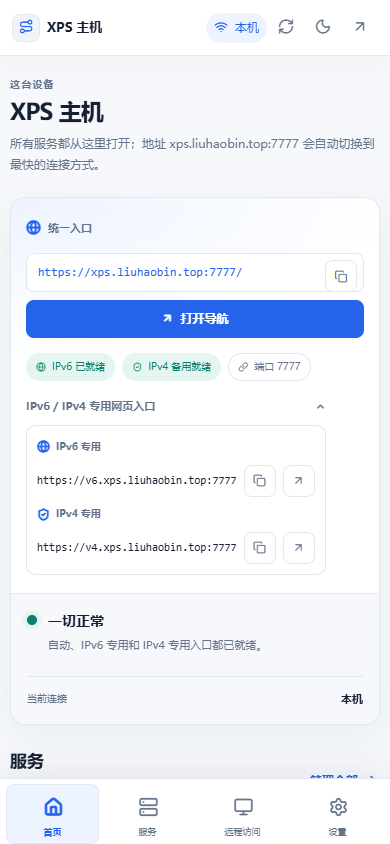 XPS 主机
本机
这台设备
XPS 主机
所有服务都从这里打开；地址 xps.liuhaobin.top:7777 会自动切换到
最快的连接方式。
统一入口
https://xps.liuhaobin.top:7777/
打开导航
IPv6 已就绪
IPv4 备用就绪
端口 7777
IPv6 / IPv4 专用网页入口
IPv6 专用
https://v6.xps.liuhaobin.top:7777
IPv4 专用
https://v4.xps.liuhaobin.top:7777
一切正常
自动、IPv6 专用和 IPv4 专用入口都已就绪。
当前连接
本机
服务
首页
服务
远程访问
设置